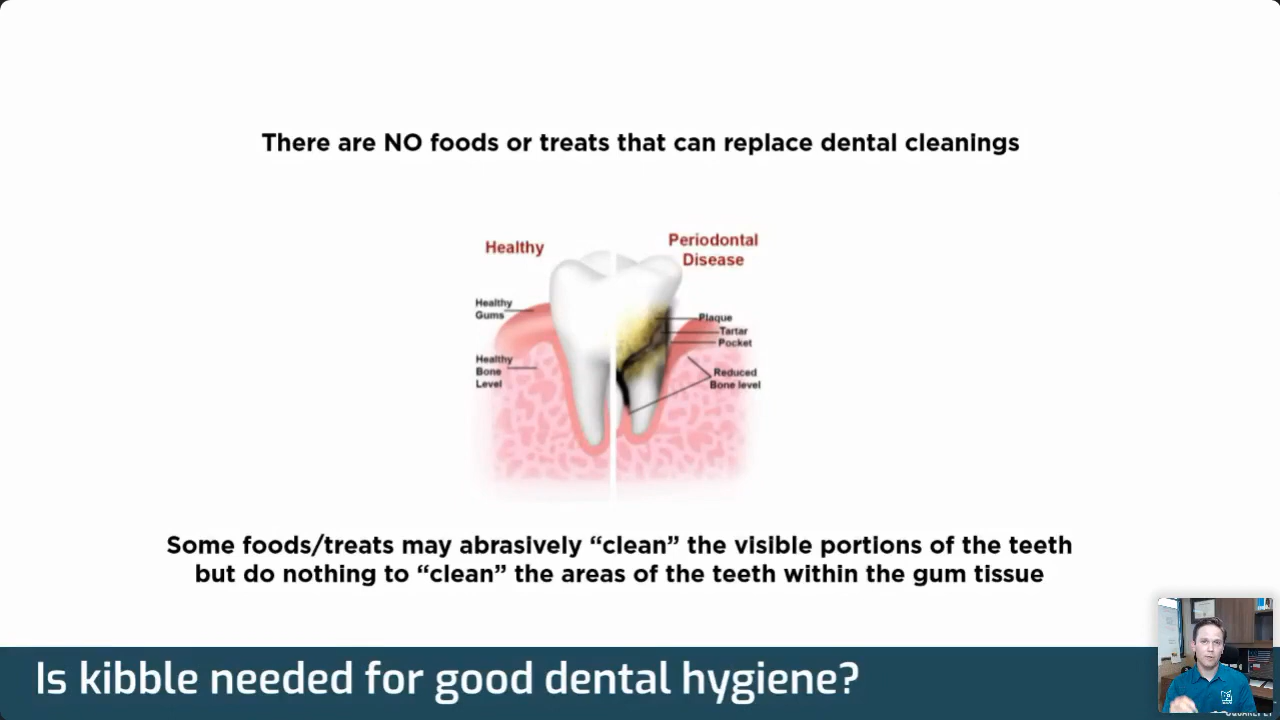 There are NO foods or treats that can replace dental cleanings
Healthy
Periodontal
Disease
Healthy
Gums
Plaque
Tartar
Pocket
Healthy
Bone
Level
Reduced
Bone level
Some foods/treats may abrasively “clean” the visible portions of the teeth
but do nothing to “clean” the areas of the teeth within the gum tissue
Is kibble needed for good dental hygiene?